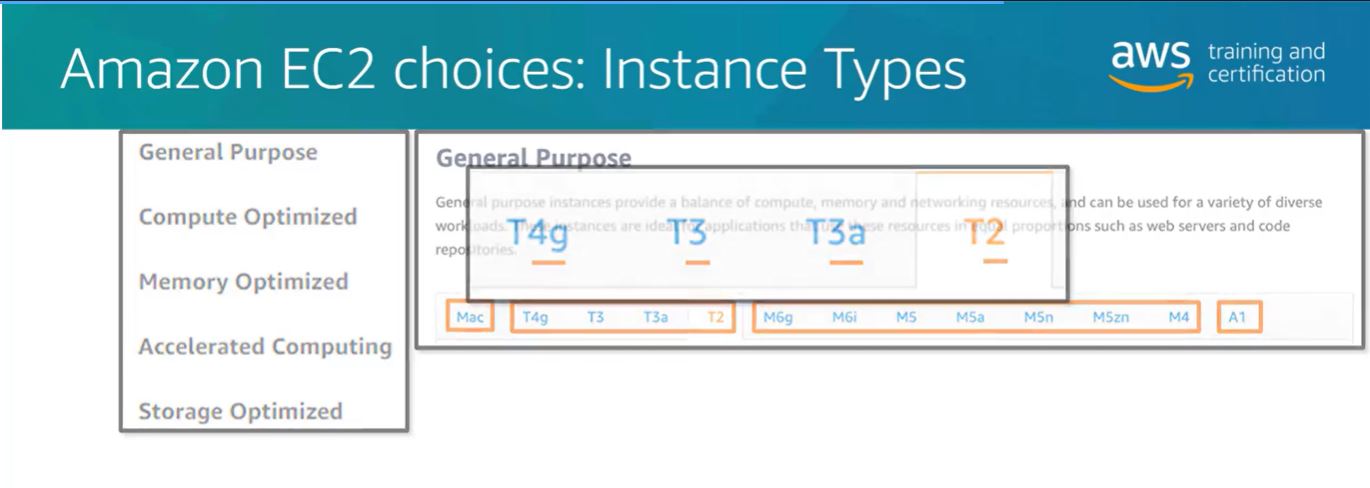 Amazon EC2 choices: Instance Types
aws training and
certification
General Purpose
Compute Optimized
Memory Optimized
Accelerated Computing
Storage Optimized
General Purpose
General purpose instances provide a balance of compute, memory and networking resources, and can be used for a variety of diverse
workloads. These instances are ideal for applications that use these resources in equal proportions such as web servers and code
repositories.
T4g T3 T3a T2
Mac T4g T3 T3a T2 M6g M6i M5 M5a M5n M5zn M4 A1